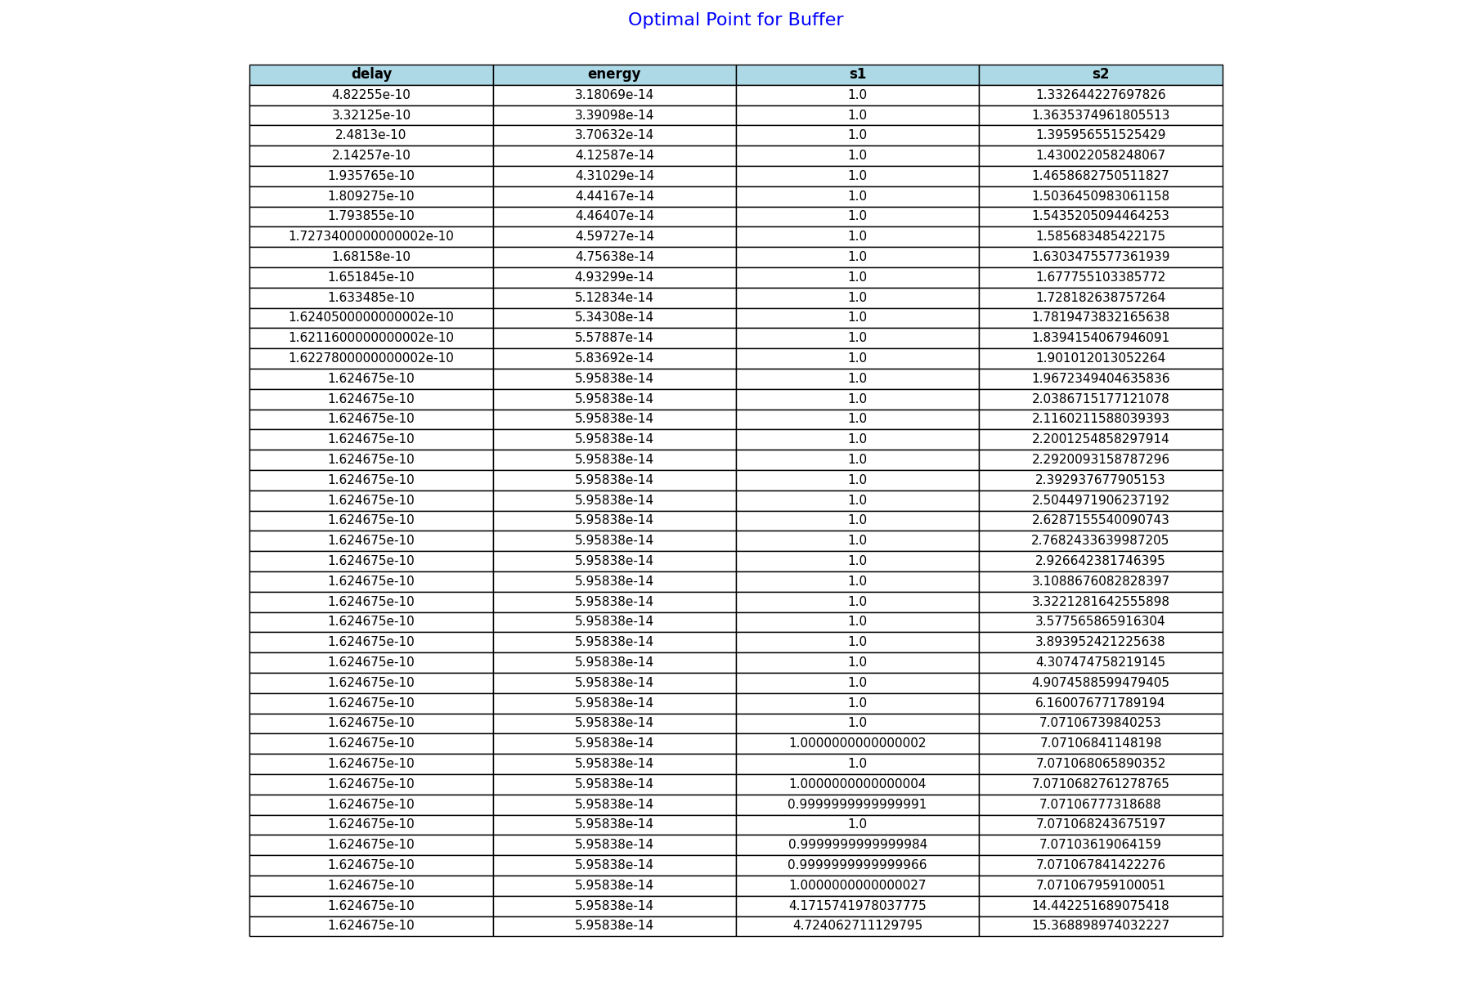 Optimal Point for Buffer
delay energy s1 s2
4.82255e-10 3.18069e-14 1.0 1.332644227697826
3.32125e-10 3.39098e-14 1.0 1.3635374961805513
2.4813e-10 3.70632e-14 1.0 1.395956551525429
2.14257e-10 4.12587e-14 1.0 1.430022058248067
1.935765e-10 4.31029e-14 1.0 1.4658682750511827
1.809275e-10 4.44167e-14 1.0 1.5036450983061158
1.793855e-10 4.46407e-14 1.0 1.5435205094464253
1.7273400000000002e-10 4.59727e-14 1.0 1.585683485422175
1.68158e-10 4.75638e-14 1.0 1.6303475577361939
1.651845e-10 4.93299e-14 1.0 1.677755103385772
1.633485e-10 5.12834e-14 1.0 1.728182638757264
1.6240500000000002e-10 5.34308e-14 1.0 1.7819473832165638
1.6211600000000002e-10 5.57887e-14 1.0 1.8394154067946091
1.6227800000000002e-10 5.83692e-14 1.0 1.901012013052264
1.624675e-10 5.95838e-14 1.0 1.9672349404635836
1.624675e-10 5.95838e-14 1.0 2.0386715177121078
1.624675e-10 5.95838e-14 1.0 2.1160211588039393
1.624675e-10 5.95838e-14 1.0 2.2001254858297914
1.624675e-10 5.95838e-14 1.0 2.2920093158787296
1.624675e-10 5.95838e-14 1.0 2.392937677905153
1.624675e-10 5.95838e-14 1.0 2.5044971906237192
1.624675e-10 5.95838e-14 1.0 2.6287155540090743
1.624675e-10 5.95838e-14 1.0 2.7682433639987205
1.624675e-10 5.95838e-14 1.0 2.926642381746395
1.624675e-10 5.95838e-14 1.0 3.1088676082828397
1.624675e-10 5.95838e-14 1.0 3.3221281642555898
1.624675e-10 5.95838e-14 1.0 3.577565865916304
1.624675e-10 5.95838e-14 1.0 3.893952421225638
1.624675e-10 5.95838e-14 1.0 4.307474758219145
1.624675e-10 5.95838e-14 1.0 4.9074588599479405
1.624675e-10 5.95838e-14 1.0 6.160076771789194
1.624675e-10 5.95838e-14 1.0 7.07106739840253
1.624675e-10 5.95838e-14 1.0000000000000002 7.07106841148198
1.624675e-10 5.95838e-14 1.0 7.071068065890352
1.624675e-10 5.95838e-14 1.0000000000000004 7.0710682761278765
1.624675e-10 5.95838e-14 0.9999999999999991 7.07106777318688
1.624675e-10 5.95838e-14 1.0 7.071068243675197
1.624675e-10 5.95838e-14 0.9999999999999984 7.07103619064159
1.624675e-10 5.95838e-14 0.9999999999999966 7.071067841422276
1.624675e-10 5.95838e-14 1.0000000000000027 7.071067959100051
1.624675e-10 5.95838e-14 4.1715741978037775 14.442251689075418
1.624675e-10 5.95838e-14 4.724062711129795 15.368898974032227